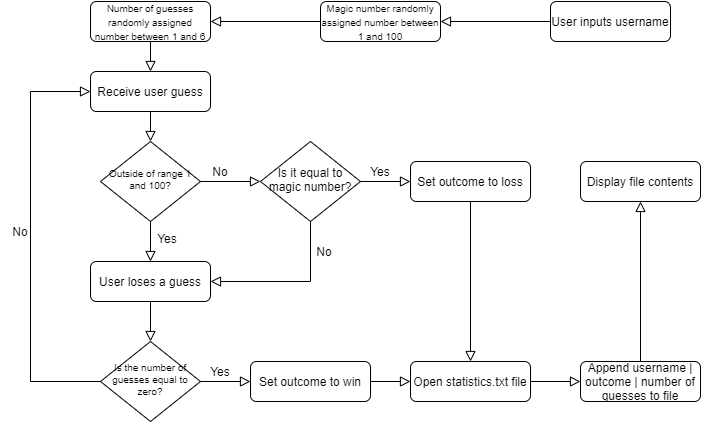 Number of guesses
randomly assigned
number between 1 and 6
Magic number randomly
assigned number between
1 and 100
User inputs username
Receive user guess
Outside of range 1
and 100?
No
Is it equal to
magic number?
Yes
Set outcome to loss
Display file contents
No
Yes
No
User loses a guess
Is the number of
guesses equal to
zero?
Yes
Set outcome to win
Open statistics.txt file
Append username |
outcome | number of
guesses to file